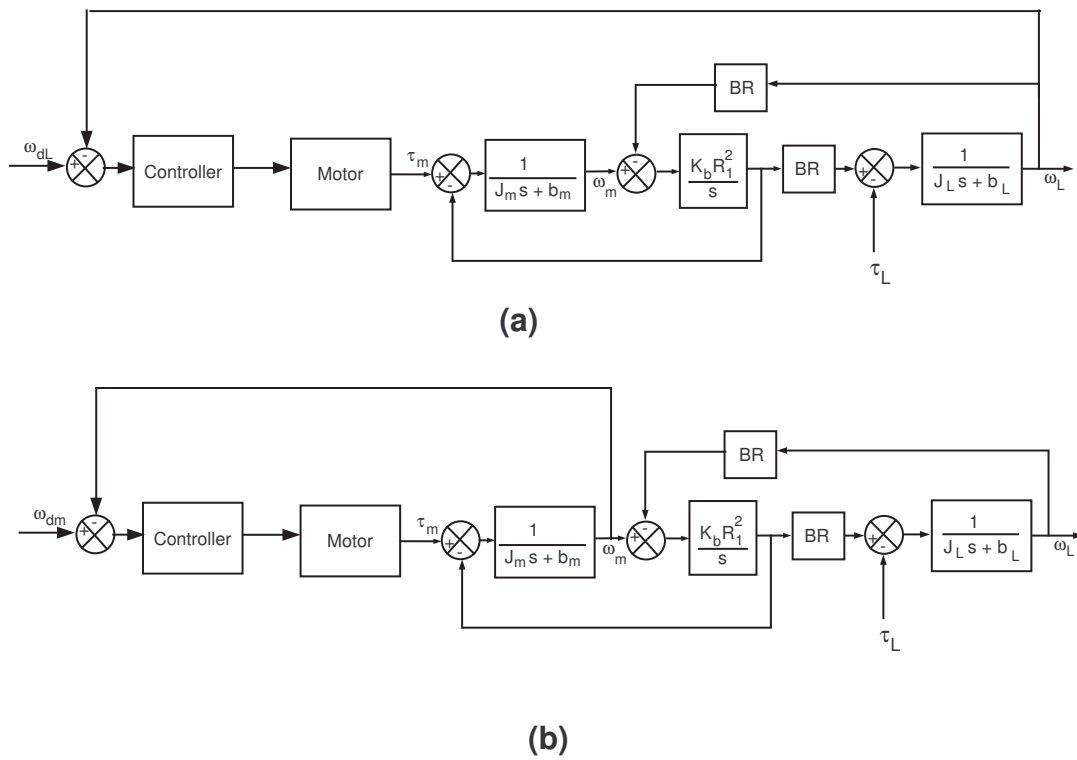 BR
ω_dL
+
-
Controller
Motor
τ_m
+
-
1
J_m s + b_m
ω_m
+
-
K_b R_1^2
s
BR
+
-
1
J_L s + b_L
ω_L
τ_L
(a)
BR
ω_dm
+
-
Controller
Motor
τ_m
+
-
1
J_m s + b_m
ω_m
+
-
K_b R_1^2
s
BR
+
-
1
J_L s + b_L
ω_L
τ_L
(b)